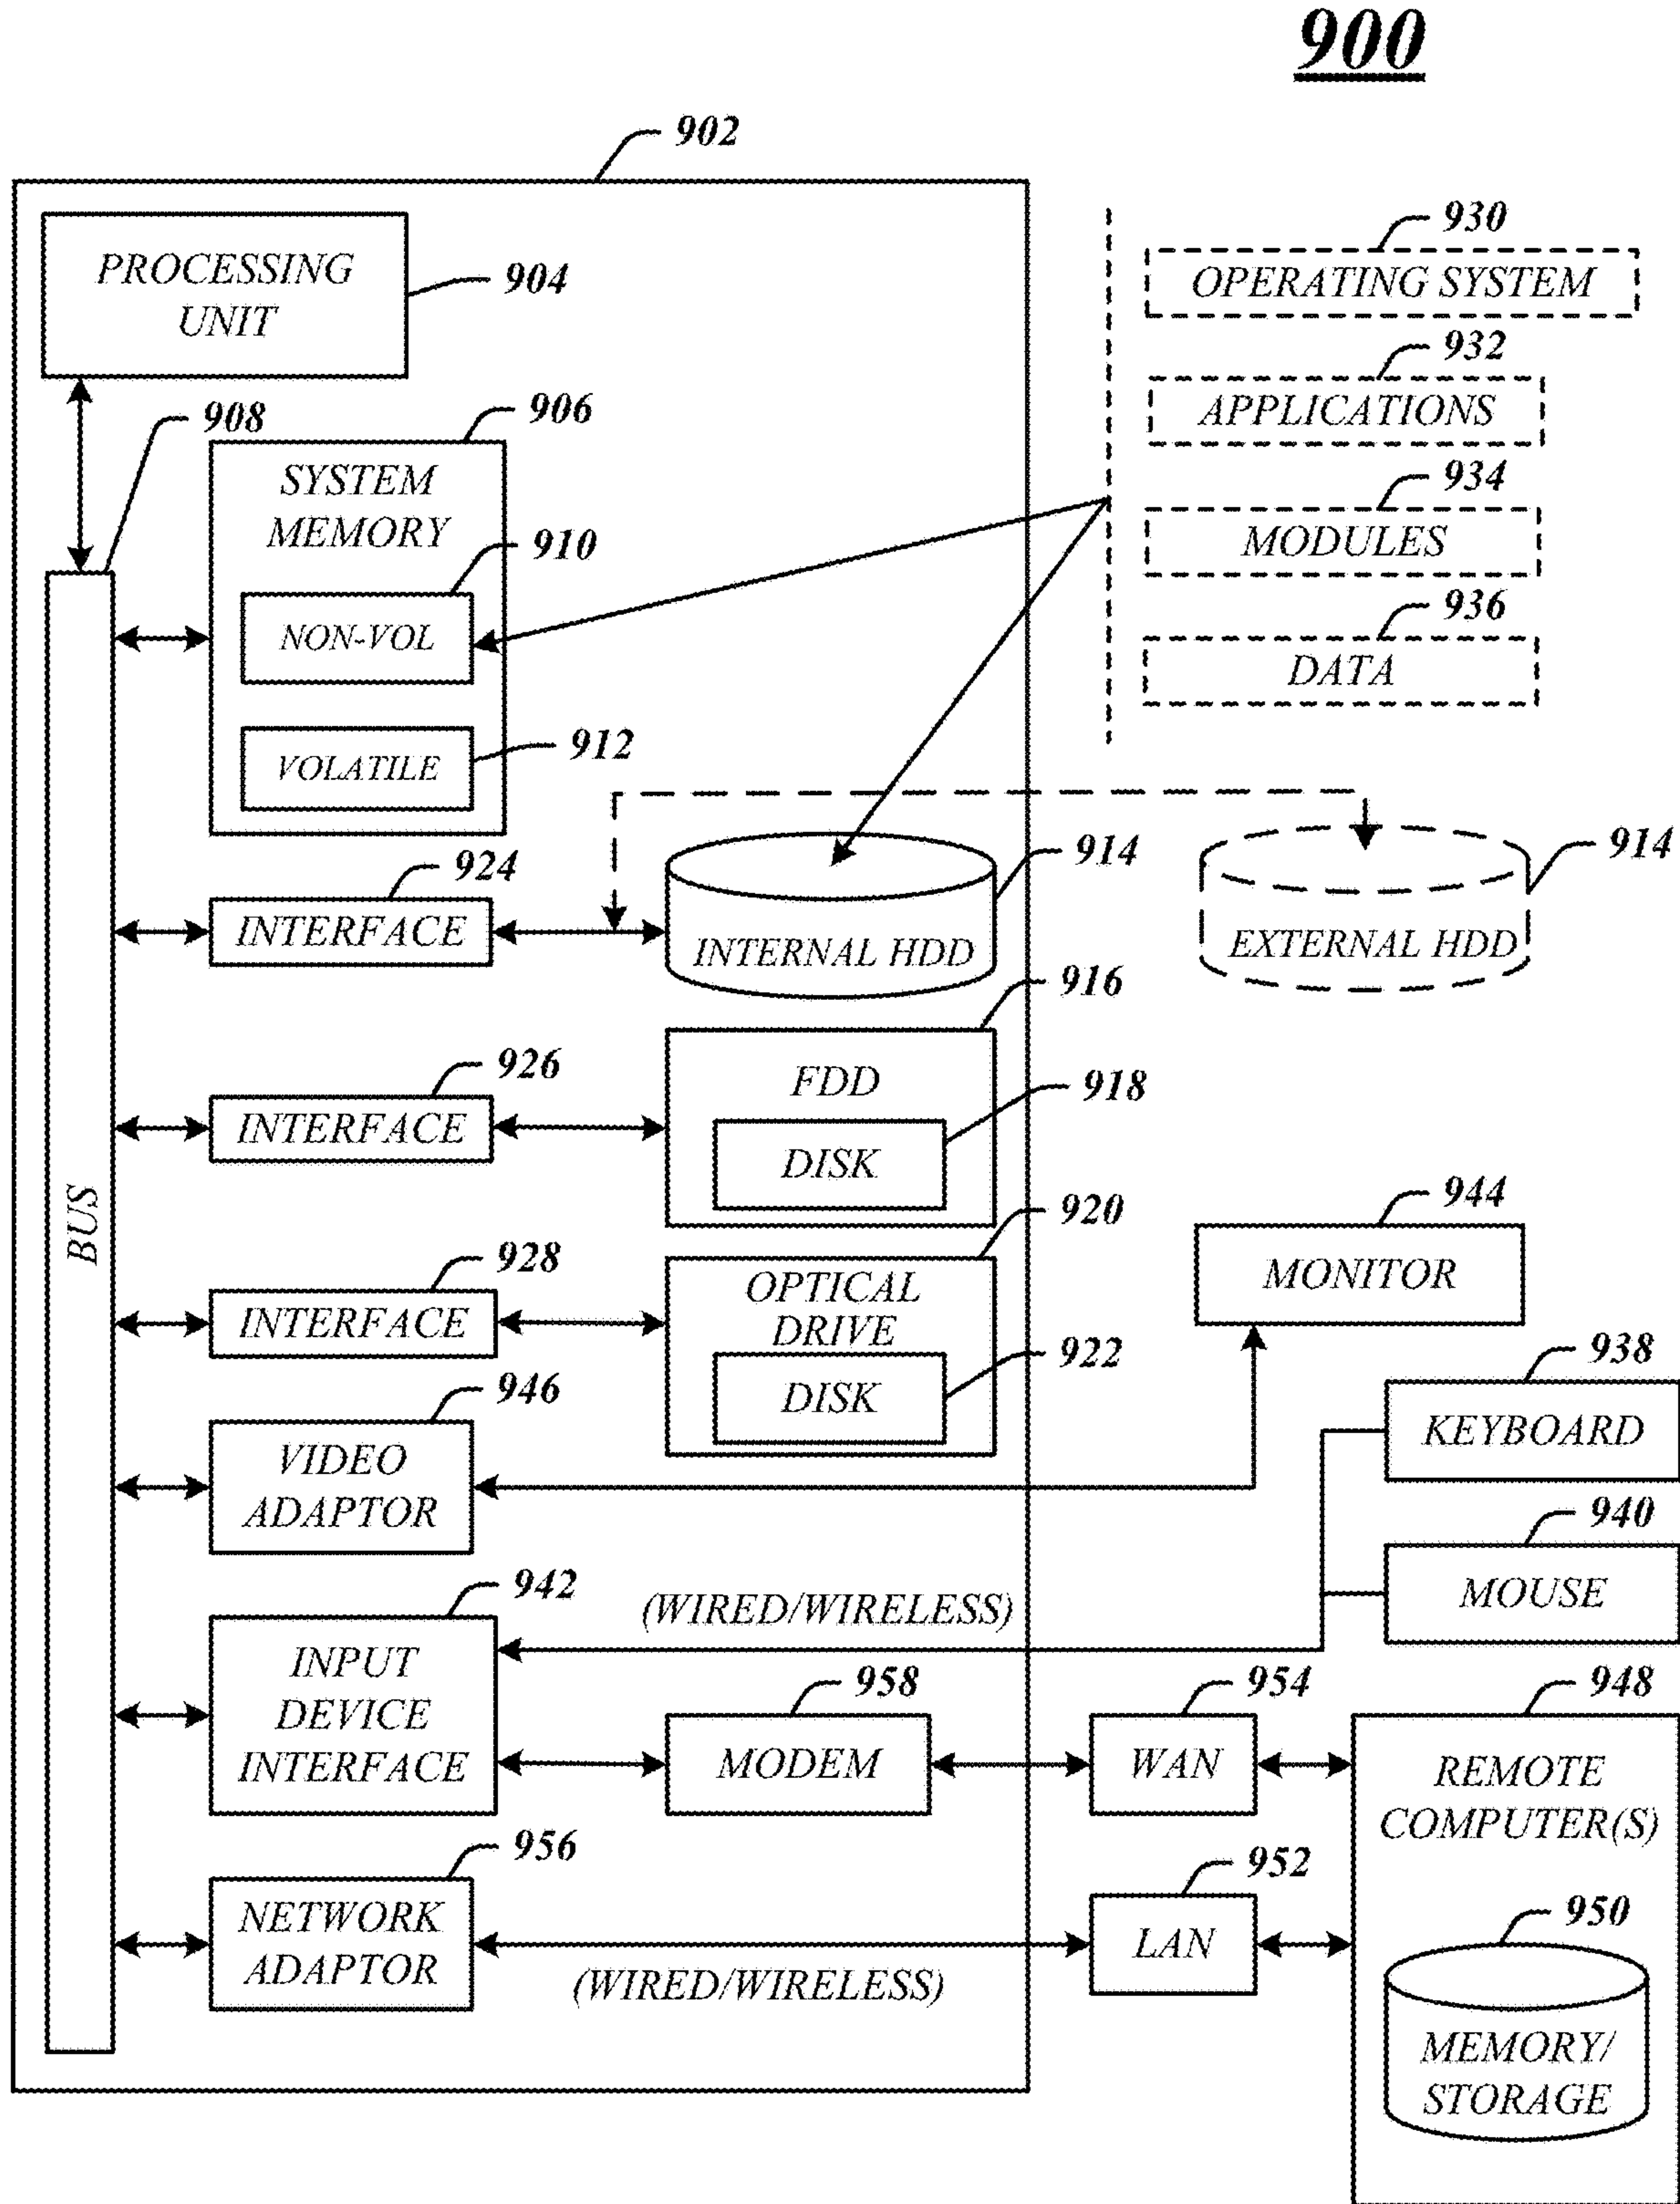 900
902
PROCESSING
UNIT
904
930
OPERATING SYSTEM
932
APPLICATIONS
934
MODULES
936
DATA
908
906
SYSTEM
MEMORY
910
NON-VOL
912
VOLATILE
924
INTERFACE
914
INTERNAL HDD
914
EXTERNAL HDD
916
FDD
926
INTERFACE
918
DISK
BUS
920
OPTICAL
DRIVE
928
INTERFACE
922
DISK
944
MONITOR
946
VIDEO
ADAPTOR
938
KEYBOARD
940
MOUSE
942
INPUT
DEVICE
INTERFACE
(WIRED/WIRELESS)
958
MODEM
954
WAN
948
REMOTE
COMPUTER(S)
956
NETWORK
ADAPTOR
(WIRED/WIRELESS)
952
LAN
950
MEMORY/
STORAGE